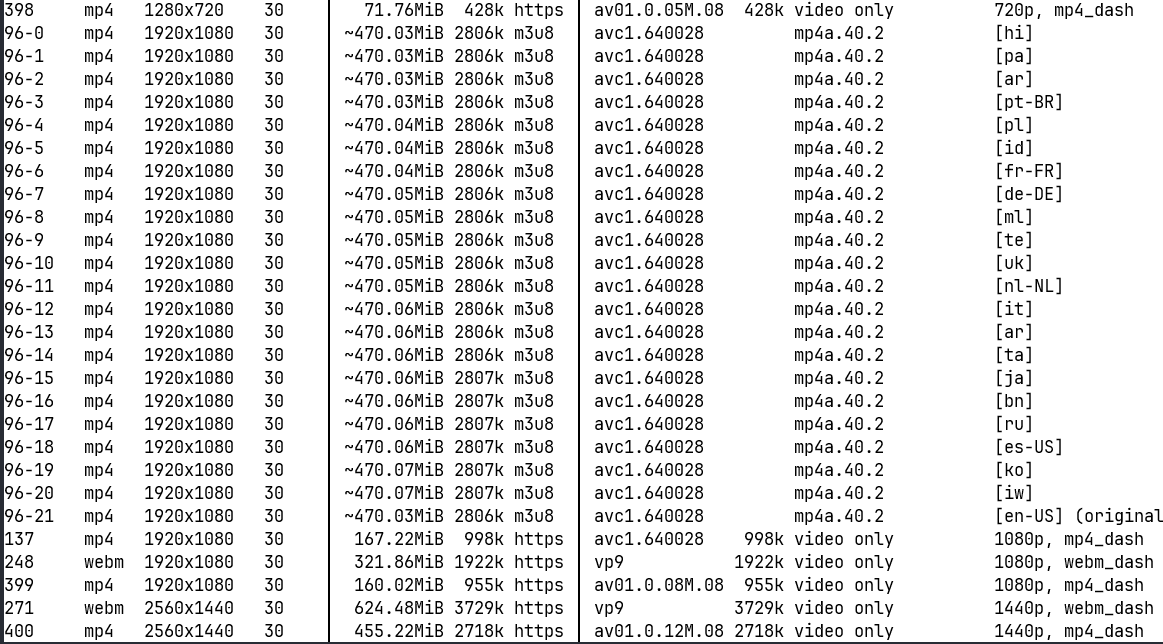 398 mp4 1280x720 30 71.76MiB 428k https av01.0.05M.08 428k video only 720p, mp4_dash
96-0 mp4 1920x1080 30 ~470.03MiB 2806k m3u8 avc1.640028 mp4a.40.2 [hi]
96-1 mp4 1920x1080 30 ~470.03MiB 2806k m3u8 avc1.640028 mp4a.40.2 [pa]
96-2 mp4 1920x1080 30 ~470.03MiB 2806k m3u8 avc1.640028 mp4a.40.2 [ar]
96-3 mp4 1920x1080 30 ~470.03MiB 2806k m3u8 avc1.640028 mp4a.40.2 [pt-BR]
96-4 mp4 1920x1080 30 ~470.04MiB 2806k m3u8 avc1.640028 mp4a.40.2 [pl]
96-5 mp4 1920x1080 30 ~470.04MiB 2806k m3u8 avc1.640028 mp4a.40.2 [id]
96-6 mp4 1920x1080 30 ~470.04MiB 2806k m3u8 avc1.640028 mp4a.40.2 [fr-FR]
96-7 mp4 1920x1080 30 ~470.05MiB 2806k m3u8 avc1.640028 mp4a.40.2 [de-DE]
96-8 mp4 1920x1080 30 ~470.05MiB 2806k m3u8 avc1.640028 mp4a.40.2 [ml]
96-9 mp4 1920x1080 30 ~470.05MiB 2806k m3u8 avc1.640028 mp4a.40.2 [te]
96-10 mp4 1920x1080 30 ~470.05MiB 2806k m3u8 avc1.640028 mp4a.40.2 [uk]
96-11 mp4 1920x1080 30 ~470.05MiB 2806k m3u8 avc1.640028 mp4a.40.2 [nl-NL]
96-12 mp4 1920x1080 30 ~470.06MiB 2806k m3u8 avc1.640028 mp4a.40.2 [it]
96-13 mp4 1920x1080 30 ~470.06MiB 2806k m3u8 avc1.640028 mp4a.40.2 [ar]
96-14 mp4 1920x1080 30 ~470.06MiB 2806k m3u8 avc1.640028 mp4a.40.2 [ta]
96-15 mp4 1920x1080 30 ~470.06MiB 2807k m3u8 avc1.640028 mp4a.40.2 [ja]
96-16 mp4 1920x1080 30 ~470.06MiB 2807k m3u8 avc1.640028 mp4a.40.2 [bn]
96-17 mp4 1920x1080 30 ~470.06MiB 2807k m3u8 avc1.640028 mp4a.40.2 [ru]
96-18 mp4 1920x1080 30 ~470.06MiB 2807k m3u8 avc1.640028 mp4a.40.2 [es-US]
96-19 mp4 1920x1080 30 ~470.07MiB 2807k m3u8 avc1.640028 mp4a.40.2 [ko]
96-20 mp4 1920x1080 30 ~470.07MiB 2807k m3u8 avc1.640028 mp4a.40.2 [iw]
96-21 mp4 1920x1080 30 ~470.03MiB 2806k m3u8 avc1.640028 mp4a.40.2 [en-US] (original
137 mp4 1920x1080 30 167.22MiB 998k https avc1.640028 998k video only 1080p, mp4_dash
248 webm 1920x1080 30 321.86MiB 1922k https vp9 1922k video only 1080p, webm_dash
399 mp4 1920x1080 30 160.02MiB 955k https av01.0.08M.08 955k video only 1080p, mp4_dash
271 webm 2560x1440 30 624.48MiB 3729k https vp9 3729k video only 1440p, webm_dash
400 mp4 2560x1440 30 455.22MiB 2718k https av01.0.12M.08 2718k video only 1440p, mp4_dash